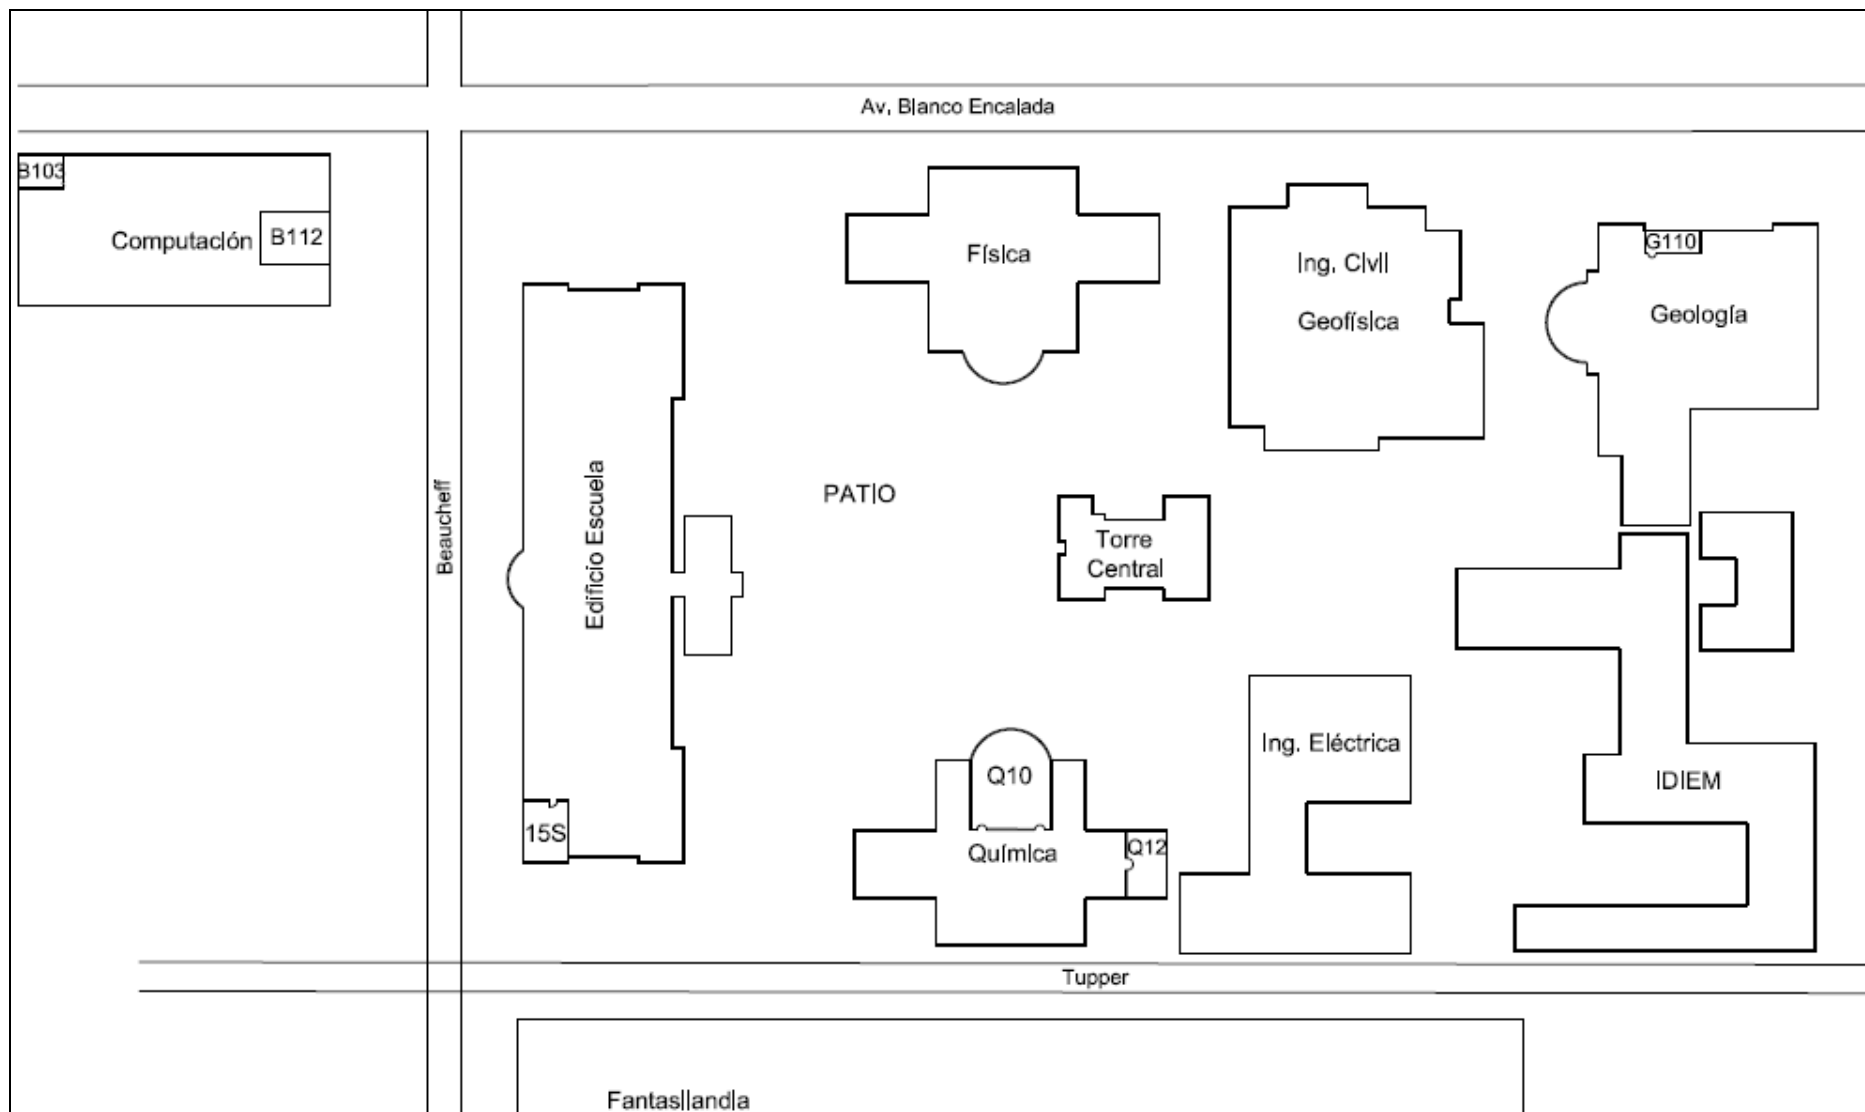 Av. Blanco Encalada
B103
Computación
B112
Física
Ing. Civil
Geofísica
G110
Geología
Beaucheff
Edificio Escuela
PATIO
Torre
Central
Ing. Eléctrica
Q10
IDIEM
15S
Química
Q12
Tupper
Fantasilandia